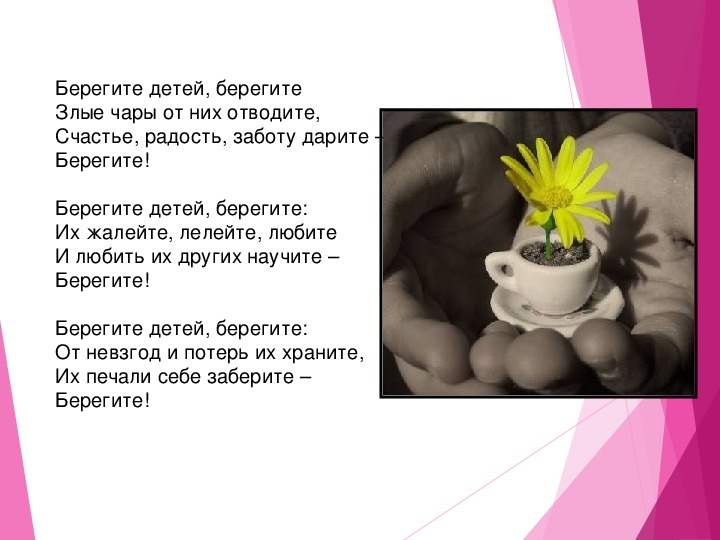 Берегите детей, берегите
Злые чары от них отводите,
Счастье, радость, заботу дарите –
Берегите!
Берегите детей, берегите:
Их жалейте, лелейте, любите
И любить их других научите –
Берегите!
Берегите детей, берегите:
От невзгод и потерь их храните,
Их печали себе заберите –
Берегите!